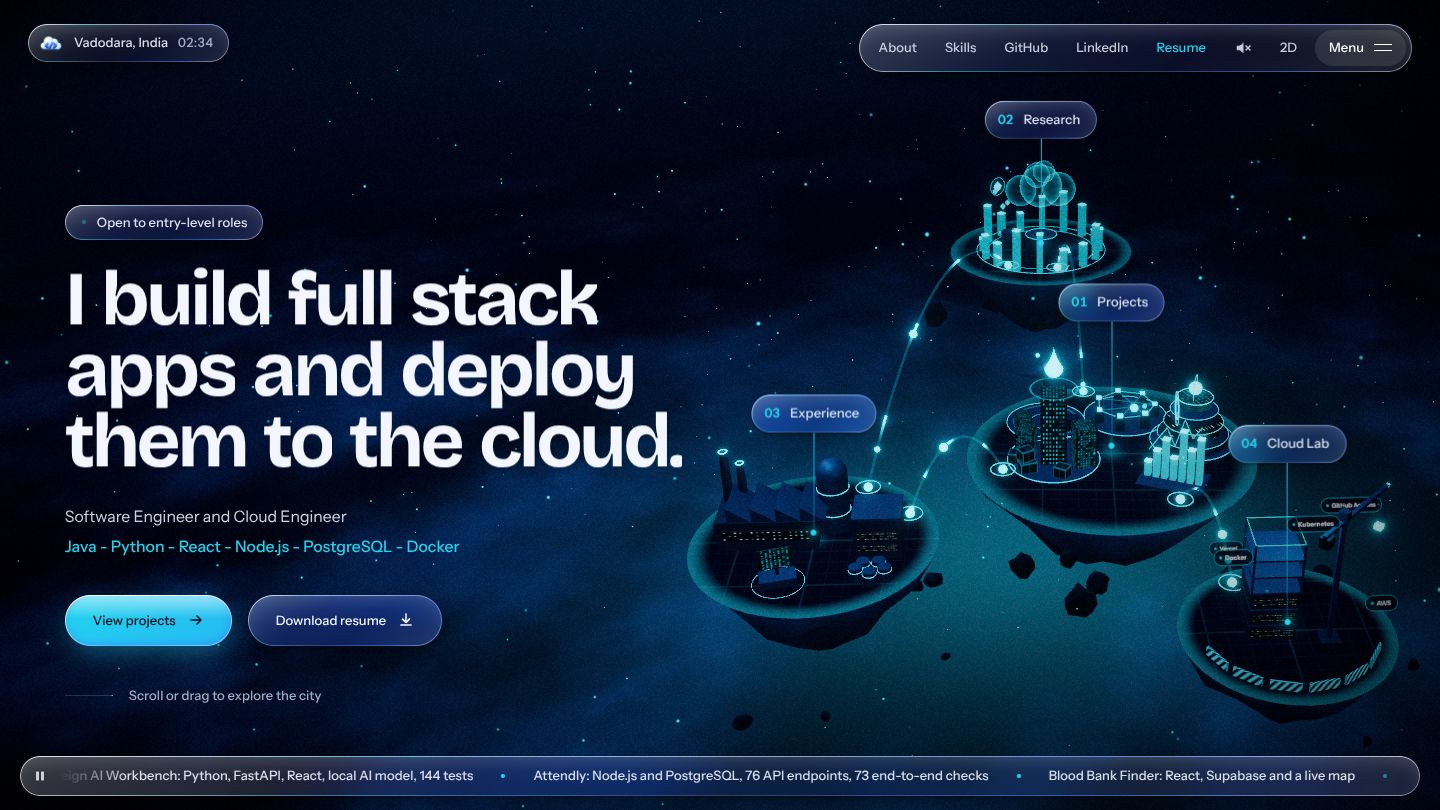 Vadodara, India 02:34
About Skills GitHub LinkedIn Resume 2D Menu
02 Research
Open to entry-level roles
01 Projects
I build full stack
apps and deploy
them to the cloud.
03 Experience
04 Cloud Lab
Kubernetes
Docker
AWS
Software Engineer and Cloud Engineer
Java - Python - React - Node.js - PostgreSQL - Docker
View projects
Download resume
Scroll or drag to explore the city
AI Workbench: Python, FastAPI, React, local AI model, 144 tests • Attendly: Node.js and PostgreSQL, 76 API endpoints, 73 end-to-end checks • Blood Bank Finder: React, Supabase and a live map •